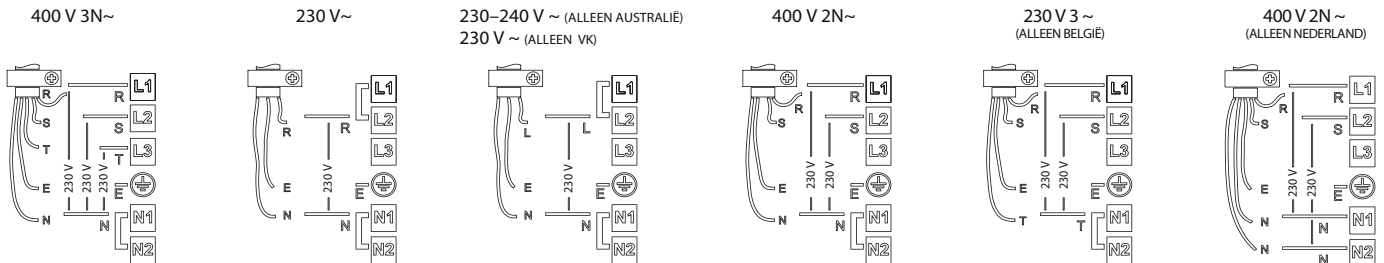 400 V 3N~
R
S
T
E
N
230 V
230 V
230 V
R
S
T
E
N
L1
L2
L3
N1
N2
230 V~
R
E
N
230 V
R
E
N
L1
L2
L3
N1
N2
230–240 V ~ (ALLEEN AUSTRALIË)
230 V ~ (ALLEEN VK)
L
E
N
230 V
L
E
N
L1
L2
L3
N1
N2
400 V 2N~
R
S
E
N
230 V
230 V
R
S
E
N
L1
L2
L3
N1
N2
230 V 3 ~
(ALLEEN BELGIË)
R
S
E
T
230 V
230 V
R
S
E
T
L1
L2
L3
N1
N2
400 V 2N ~
(ALLEEN NEDERLAND)
R
S
E
N
N
230 V
230 V
R
S
E
N
N
L1
L2
L3
N1
N2